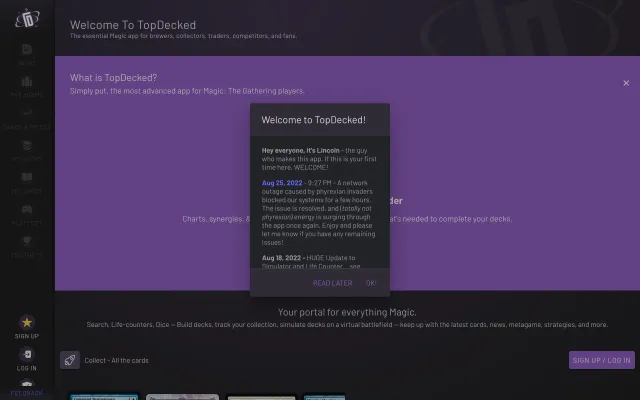 Welcome To TopDecked
The essential Magic app for brewers, collectors, traders, competitors, and fans.
What is TopDecked?
Simply put, the most advanced app for Magic: The Gathering players.
Welcome to TopDecked!
Hey everyone, it's Lincoln - the guy
who makes this app. If this is your first
time here, WELCOME!
Aug 25, 2022 - 9:27 PM - A network
outage caused by phyrexian invaders
blocked our systems for a few hours.
The issue is resolved, and (totally not
phyrexian) energy is surging through
the app once again. Enjoy and please
let me know if you have any remaining
issues!
Aug 18, 2022 - HUGE Update to
Simulator and Life Counter... see
READ LATER
OK!
der
Charts, synergies, &
at's needed to complete your decks.
Your portal for everything Magic.
Search, Life-counters, Dice — Build decks, track your collection, simulate decks on a virtual battlefield — keep up with the latest cards, news, metagame, strategies, and more.
Collect - All the cards
SIGN UP / LOG IN
SIGN UP
LOG IN
FEEDBACK